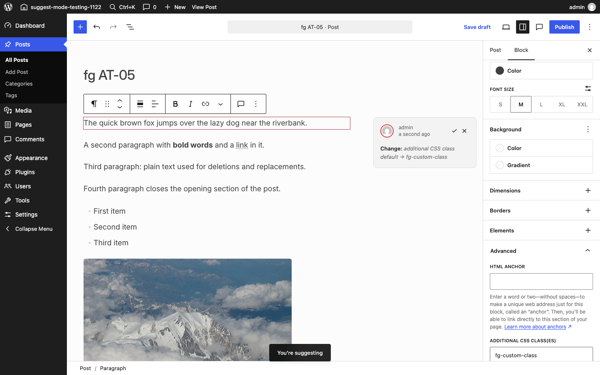 suggest-mode-testing-1122
Ctrl+K
0
New
View Post
admin
Dashboard
Posts
All Posts
Add Post
Categories
Tags
Media
Pages
Comments
Appearance
Plugins
Users
Tools
Settings
Collapse Menu
fg AT-05 · Post
Save draft
Publish
fg AT-05
B I
The quick brown fox jumps over the lazy dog near the riverbank.
A second paragraph with bold words and a link in it.
Third paragraph: plain text used for deletions and replacements.
Fourth paragraph closes the opening section of the post.
First item
Second item
Third item
admin
a second ago
Change: additional CSS class
default → fg-custom-class
You're suggesting
Post / Paragraph
Post
Block
Color
FONT SIZE
S M L XL XXL
Background
Color
Gradient
Dimensions
Borders
Elements
Advanced
HTML ANCHOR
Enter a word or two—without spaces—to
make a unique web address just for this
block, called an "anchor". Then, you'll be
able to link directly to this section of your
page. Learn more about anchors ↗
ADDITIONAL CSS CLASS(ES)
fg-custom-class